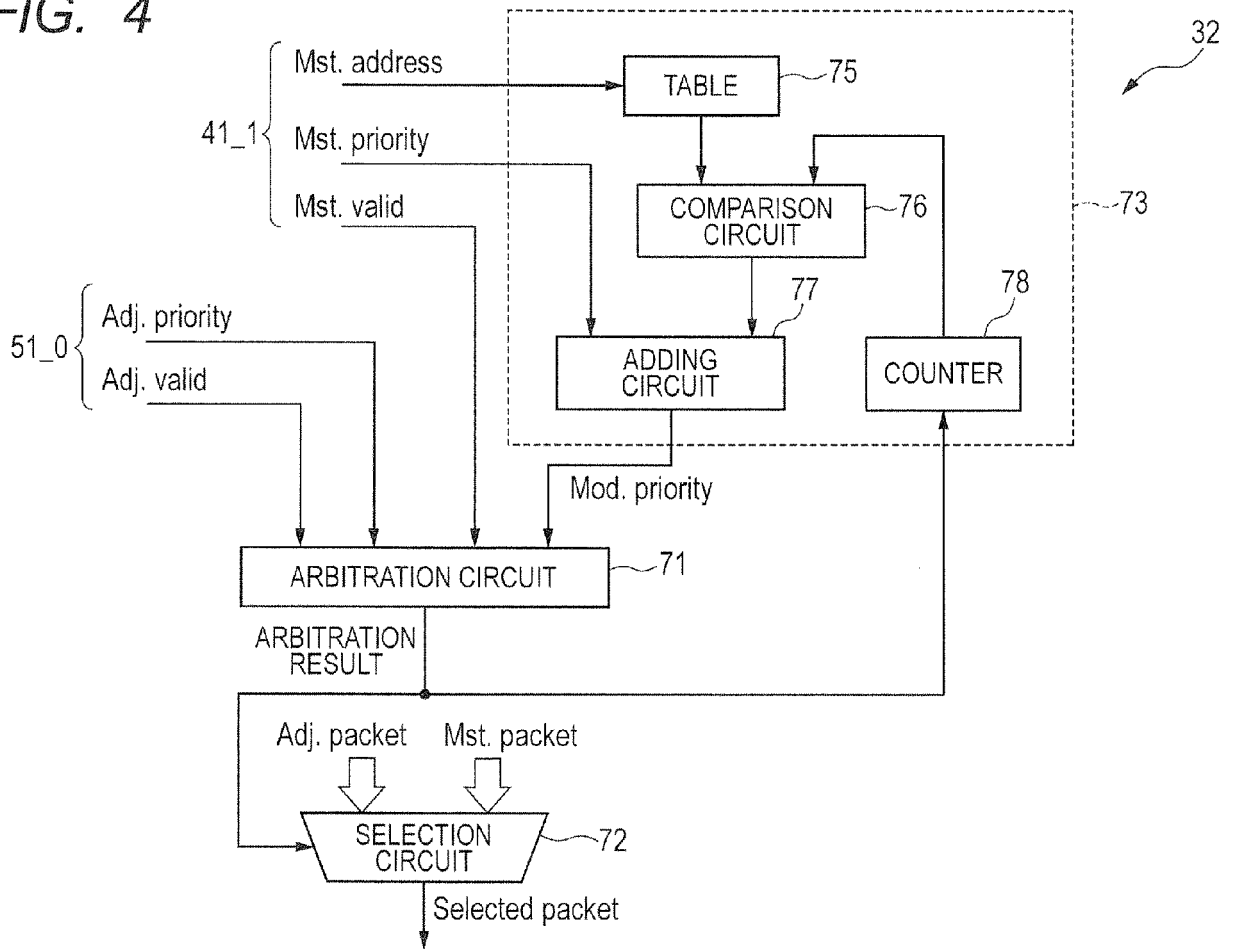 FIG. 4
32
Mst. address
TABLE
75
41_1
Mst. priority
Mst. valid
COMPARISON
CIRCUIT
76
73
77
78
51_0
Adj. priority
Adj. valid
ADDING
CIRCUIT
COUNTER
Mod. priority
ARBITRATION CIRCUIT
71
ARBITRATION
RESULT
Adj. packet
Mst. packet
SELECTION
CIRCUIT
72
Selected packet